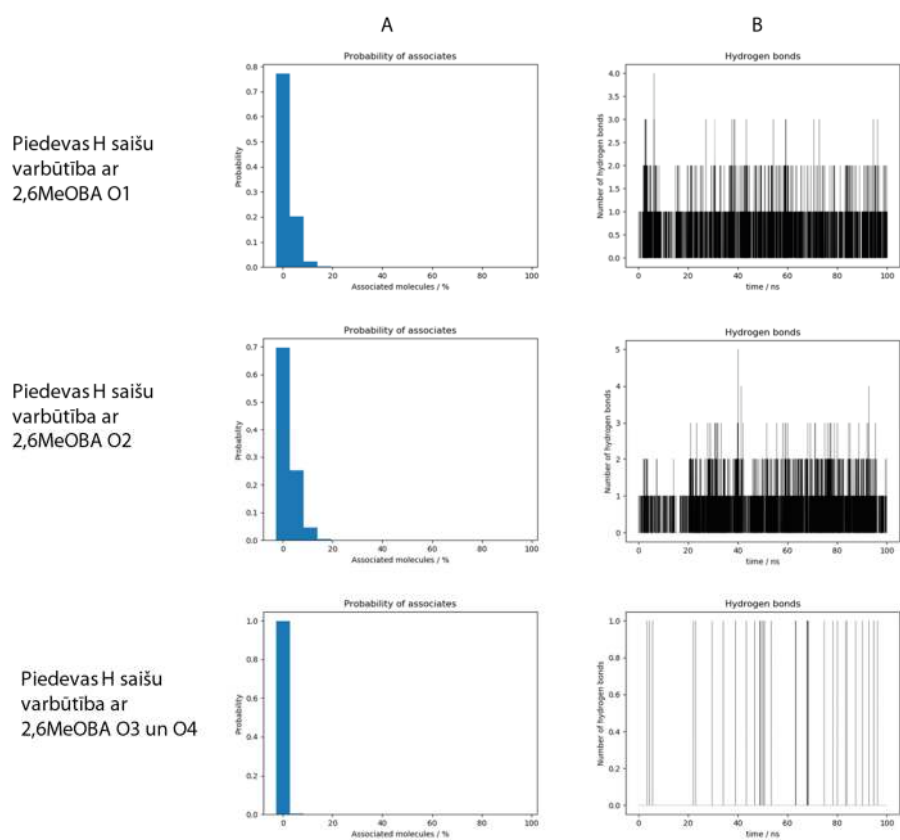 A
B
Piedevas H saišu
varbūtība ar
2,6MeOBA O1
Probability of associates
Probability
0.8
0.7
0.6
0.5
0.4
0.3
0.2
0.1
0.0
0 20 40 60 80 100
Associated molecules / %
Hydrogen bonds
Number of hydrogen bonds
4.0
3.5
3.0
2.5
2.0
1.5
1.0
0.5
0.0
0 20 40 60 80 100
time / ns
Piedevas H saišu
varbūtība ar
2,6MeOBA O2
Probability of associates
Probability
0.7
0.6
0.5
0.4
0.3
0.2
0.1
0.0
0 20 40 60 80 100
Associated molecules / %
Hydrogen bonds
Number of hydrogen bonds
5
4
3
2
1
0
0 20 40 60 80 100
time / ns
Piedevas H saišu
varbūtība ar
2,6MeOBA O3 un O4
Probability of associates
Probability
1.0
0.8
0.6
0.4
0.2
0.0
0 20 40 60 80 100
Associated molecules / %
Hydrogen bonds
Number of hydrogen bonds
1.0
0.8
0.6
0.4
0.2
0.0
0 20 40 60 80 100
time / ns